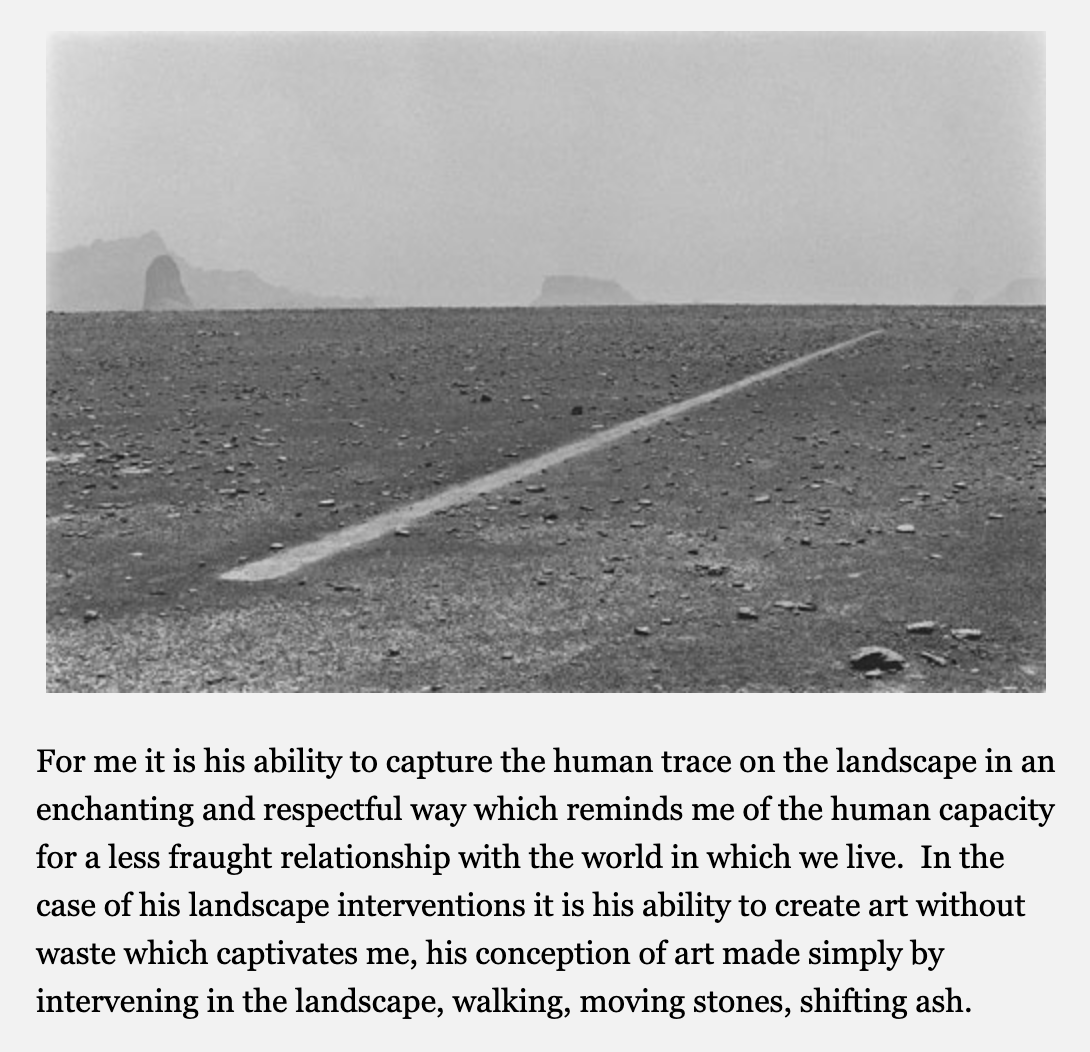 For me it is his ability to capture the human trace on the landscape in an
enchanting and respectful way which reminds me of the human capacity
for a less fraught relationship with the world in which we live.  In the
case of his landscape interventions it is his ability to create art without
waste which captivates me, his conception of art made simply by
intervening in the landscape, walking, moving stones, shifting ash.